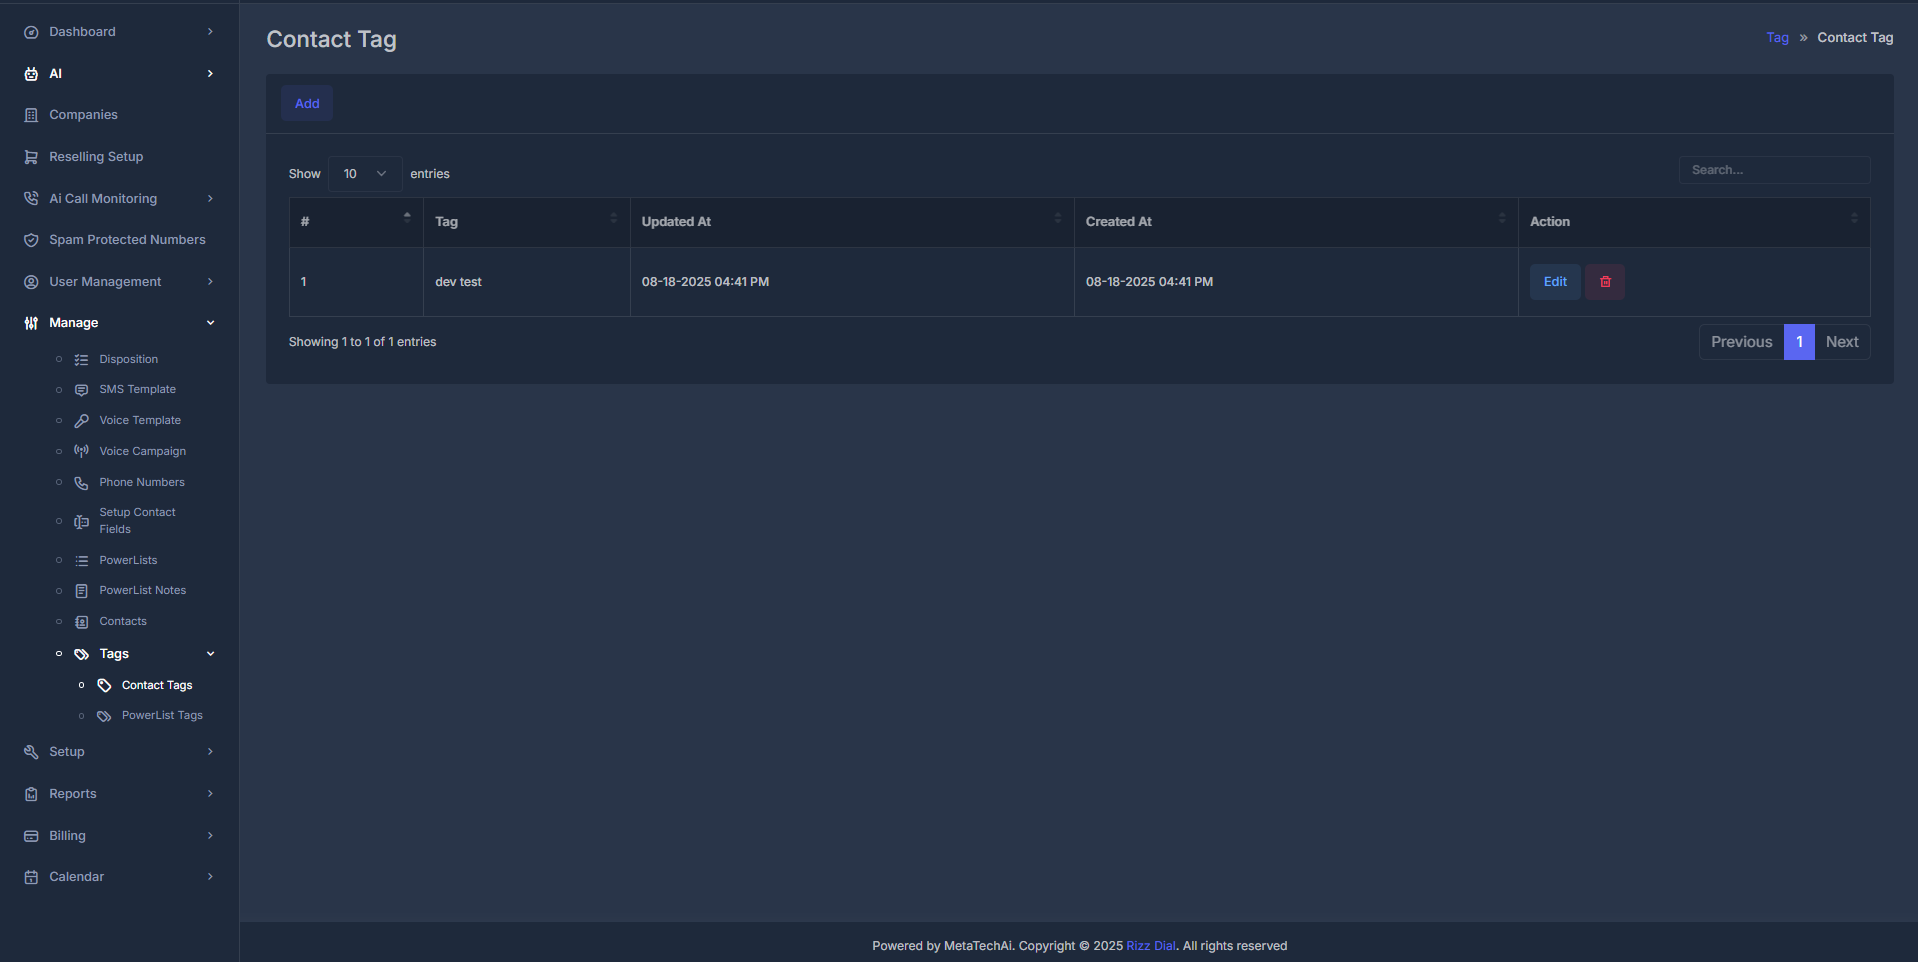 Dashboard
AI
Companies
Reselling Setup
Ai Call Monitoring
Spam Protected Numbers
User Management
Manage
Disposition
SMS Template
Voice Template
Voice Campaign
Phone Numbers
Setup Contact
Fields
PowerLists
PowerList Notes
Contacts
Tags
Contact Tags
PowerList Tags
Setup
Reports
Billing
Calendar
Contact Tag
Tag » Contact Tag
Add
Show 10 entries
Search...
# Tag Updated At Created At Action
1 dev test 08-18-2025 04:41 PM 08-18-2025 04:41 PM Edit
Showing 1 to 1 of 1 entries
Previous 1 Next
Powered by MetaTechAi. Copyright © 2025 Rizz Dial. All rights reserved